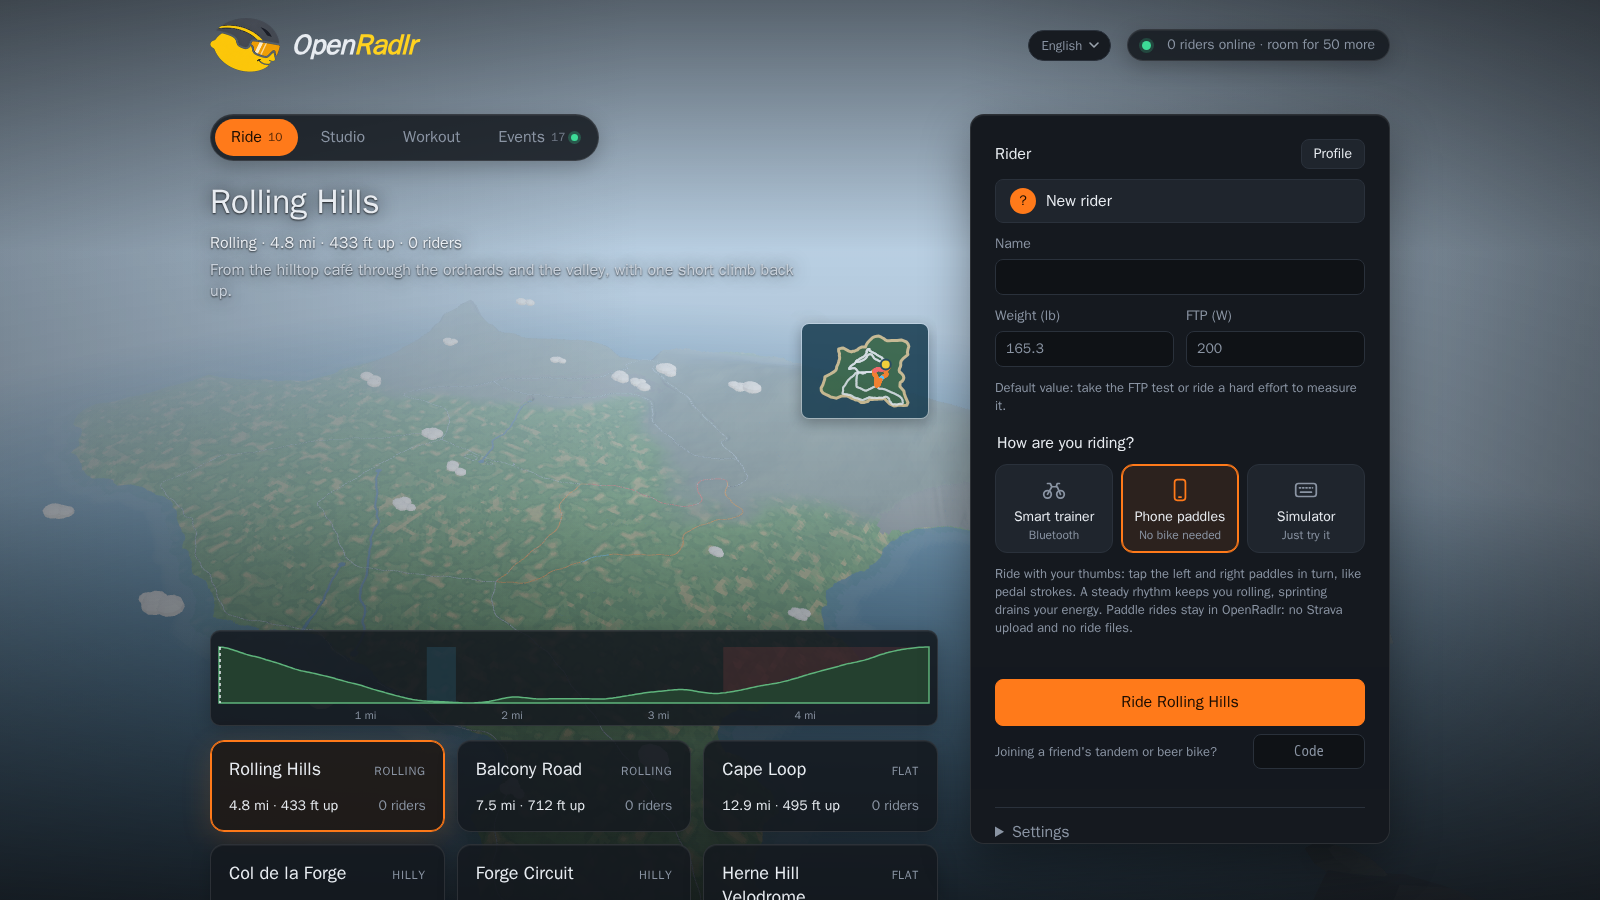 OpenRadlr
English
0 riders online · room for 50 more
Ride 10
Studio
Workout
Events 17
Rolling Hills
Rolling · 4.8 mi · 433 ft up · 0 riders
From the hilltop café through the orchards and the valley, with one short climb back
up.
1 mi
2 mi
3 mi
4 mi
Rolling Hills
ROLLING
4.8 mi · 433 ft up
0 riders
Balcony Road
ROLLING
7.5 mi · 712 ft up
0 riders
Cape Loop
FLAT
12.9 mi · 495 ft up
0 riders
Col de la Forge
HILLY
Forge Circuit
HILLY
Herne Hill
Velodrome
FLAT
Rider
Profile
?
New rider
Name
Weight (lb)
FTP (W)
165.3
200
Default value: take the FTP test or ride a hard effort to measure
it.
How are you riding?
Smart trainer
Bluetooth
Phone paddles
No bike needed
Simulator
Just try it
Ride with your thumbs: tap the left and right paddles in turn, like
pedal strokes. A steady rhythm keeps you rolling, sprinting
drains your energy. Paddle rides stay in OpenRadlr: no Strava
upload and no ride files.
Ride Rolling Hills
Joining a friend's tandem or beer bike?
Code
Settings